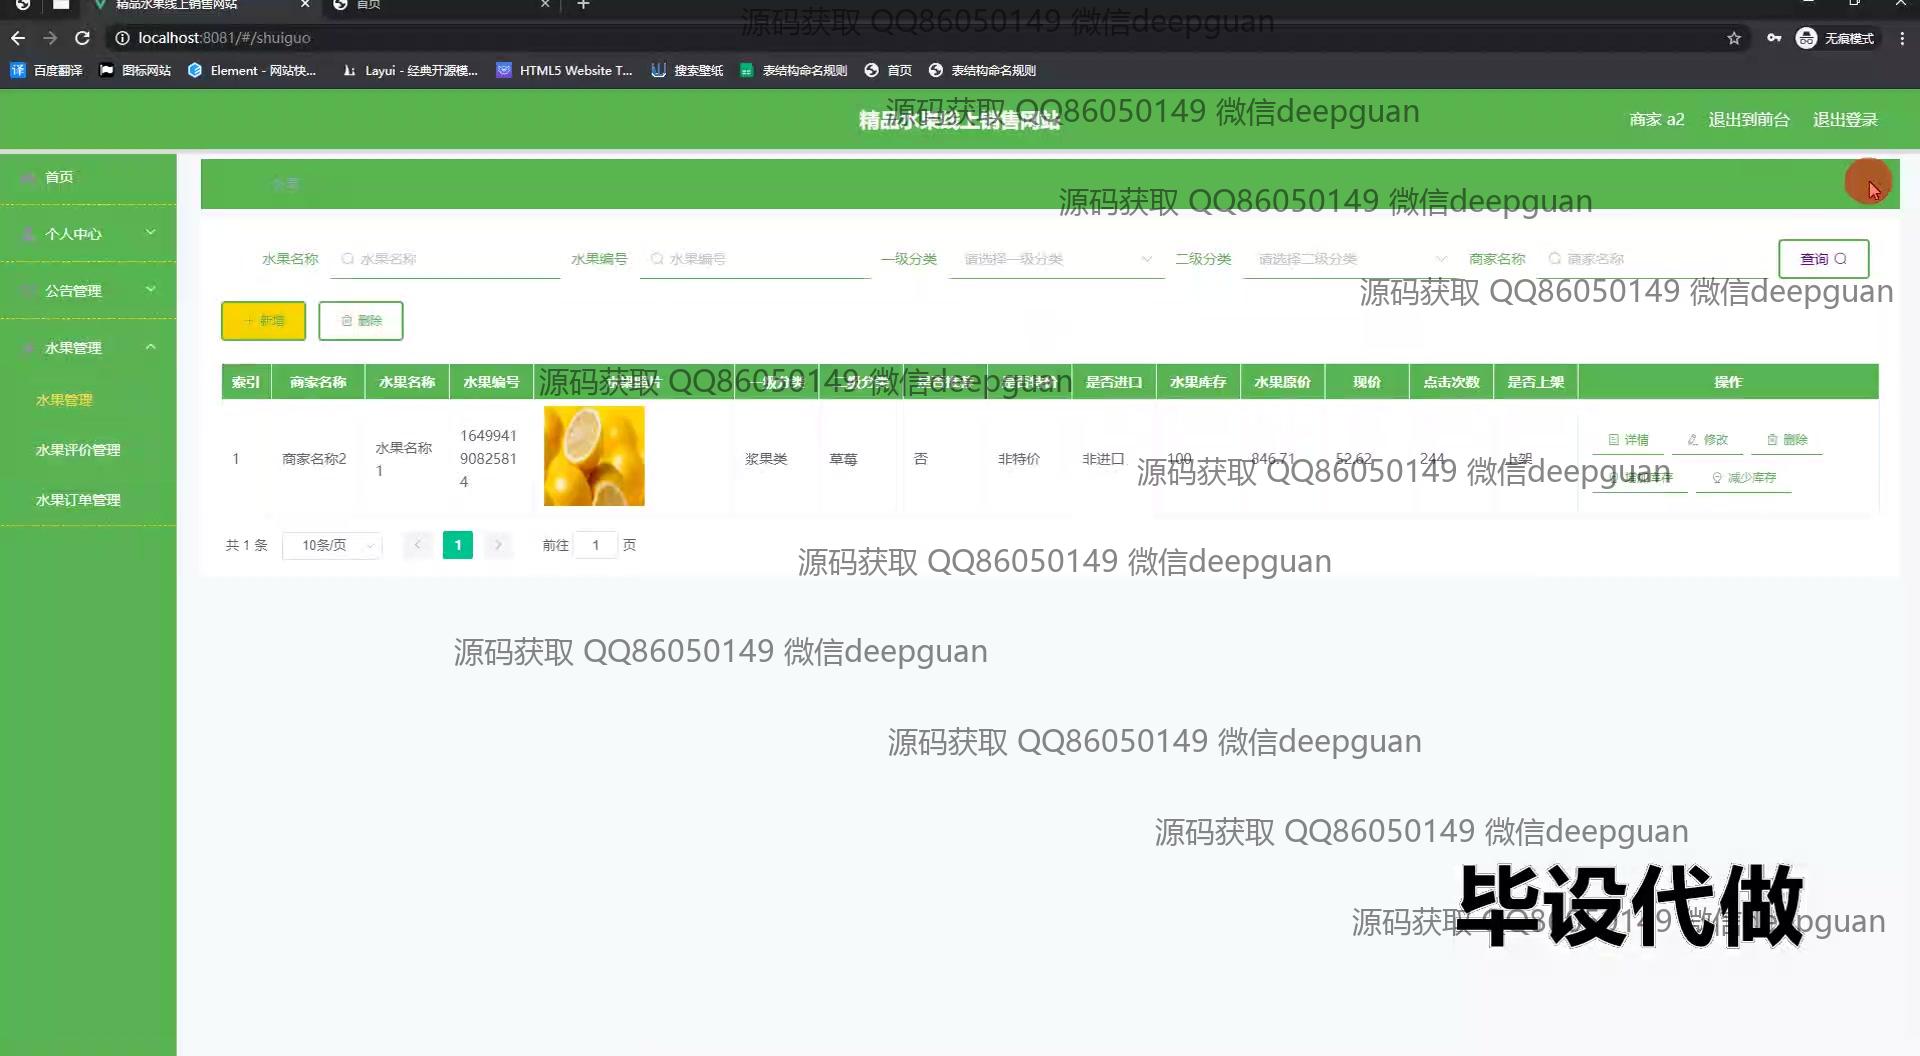 精品水果线上销售网站
首页
源码获取 QQ86050149 微信deepguan
localhost:8081/#/shuiguo
无痕模式
百度翻译
图标网站
Element - 网站快...
Layui - 经典开源模...
HTML5 Website T...
搜索壁纸
表结构命名规则
首页
表结构命名规则
精品水果线上销售网站
源码获取 QQ86050149 微信deepguan
商家 a2
退出到前台
退出登录
首页
水果
源码获取 QQ86050149 微信deepguan
个人中心
公告管理
水果管理
水果管理
水果评价管理
水果订单管理
水果名称
水果名称
水果编号
水果编号
一级分类
请选择一级分类
二级分类
请选择二级分类
商家名称
商家名称
查询
源码获取 QQ86050149 微信deepguan
新增
删除
索引 商家名称 水果名称 水果编号 一级分类 二级分类 是否进口 水果库存 水果原价 现价 点击次数 是否上架 操作
源码获取 QQ86050149 微信deepguan
1 商家名称2 水果名称1 164994190825814 浆果类 草莓 否 非特价 非进口 100 846.71 52.62 244 上架
详情 修改 删除
增加库存 减少库存
源码获取 QQ86050149 微信deepguan
共 1 条 10条/页 1 前往 1 页
源码获取 QQ86050149 微信deepguan
源码获取 QQ86050149 微信deepguan
源码获取 QQ86050149 微信deepguan
源码获取 QQ86050149 微信deepguan
毕设代做
源码获取 QQ86050149 微信deepguan